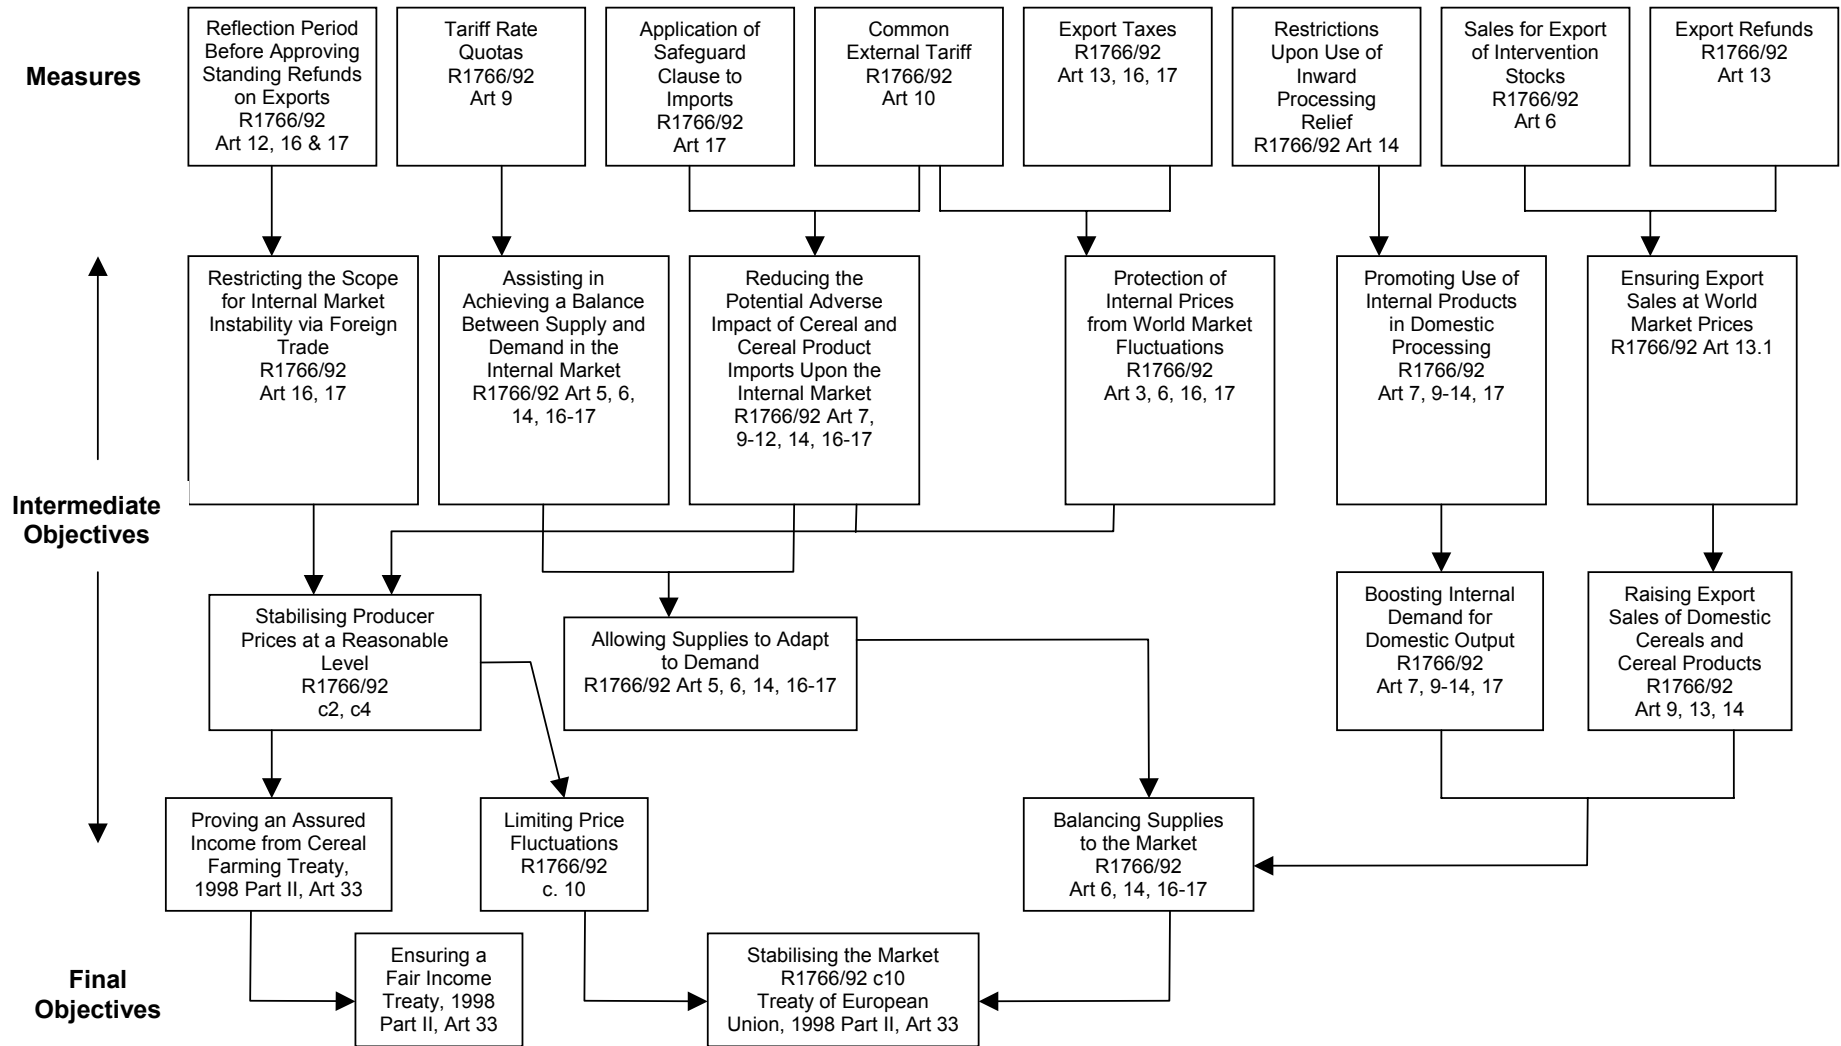 Measures
Reflection Period
Before Approving
Standing Refunds
on Exports
R1766/92
Art 12, 16 & 17
Tariff Rate
Quotas
R1766/92
Art 9
Application of
Safeguard
Clause to
Imports
R1766/92
Art 17
Common
External Tariff
R1766/92
Art 10
Export Taxes
R1766/92
Art 13, 16, 17
Restrictions
Upon Use of
Inward
Processing
Relief
R1766/92 Art 14
Sales for Export
of Intervention
Stocks
R1766/92
Art 6
Export Refunds
R1766/92
Art 13
Intermediate
Objectives
Restricting the Scope
for Internal Market
Instability via Foreign
Trade
R1766/92
Art 16, 17
Assisting in
Achieving a Balance
Between Supply and
Demand in the
Internal Market
R1766/92 Art 5, 6,
14, 16-17
Reducing the
Potential Adverse
Impact of Cereal and
Cereal Product
Imports Upon the
Internal Market
R1766/92 Art 7,
9-12, 14, 16-17
Protection of
Internal Prices
from World Market
Fluctuations
R1766/92
Art 3, 6, 16, 17
Promoting Use of
Internal Products
in Domestic
Processing
R1766/92
Art 7, 9-14, 17
Ensuring Export
Sales at World
Market Prices
R1766/92 Art 13.1
Stabilising Producer
Prices at a Reasonable
Level
R1766/92
c2, c4
Allowing Supplies to Adapt
to Demand
R1766/92 Art 5, 6, 14, 16-17
Boosting Internal
Demand for
Domestic Output
R1766/92
Art 7, 9-14, 17
Raising Export
Sales of Domestic
Cereals and
Cereal Products
R1766/92
Art 9, 13, 14
Proving an Assured
Income from Cereal
Farming Treaty,
1998 Part II, Art 33
Limiting Price
Fluctuations
R1766/92
c. 10
Balancing Supplies
to the Market
R1766/92
Art 6, 14, 16-17
Final
Objectives
Ensuring a
Fair Income
Treaty, 1998
Part II, Art 33
Stabilising the Market
R1766/92 c10
Treaty of European
Union, 1998 Part II, Art 33